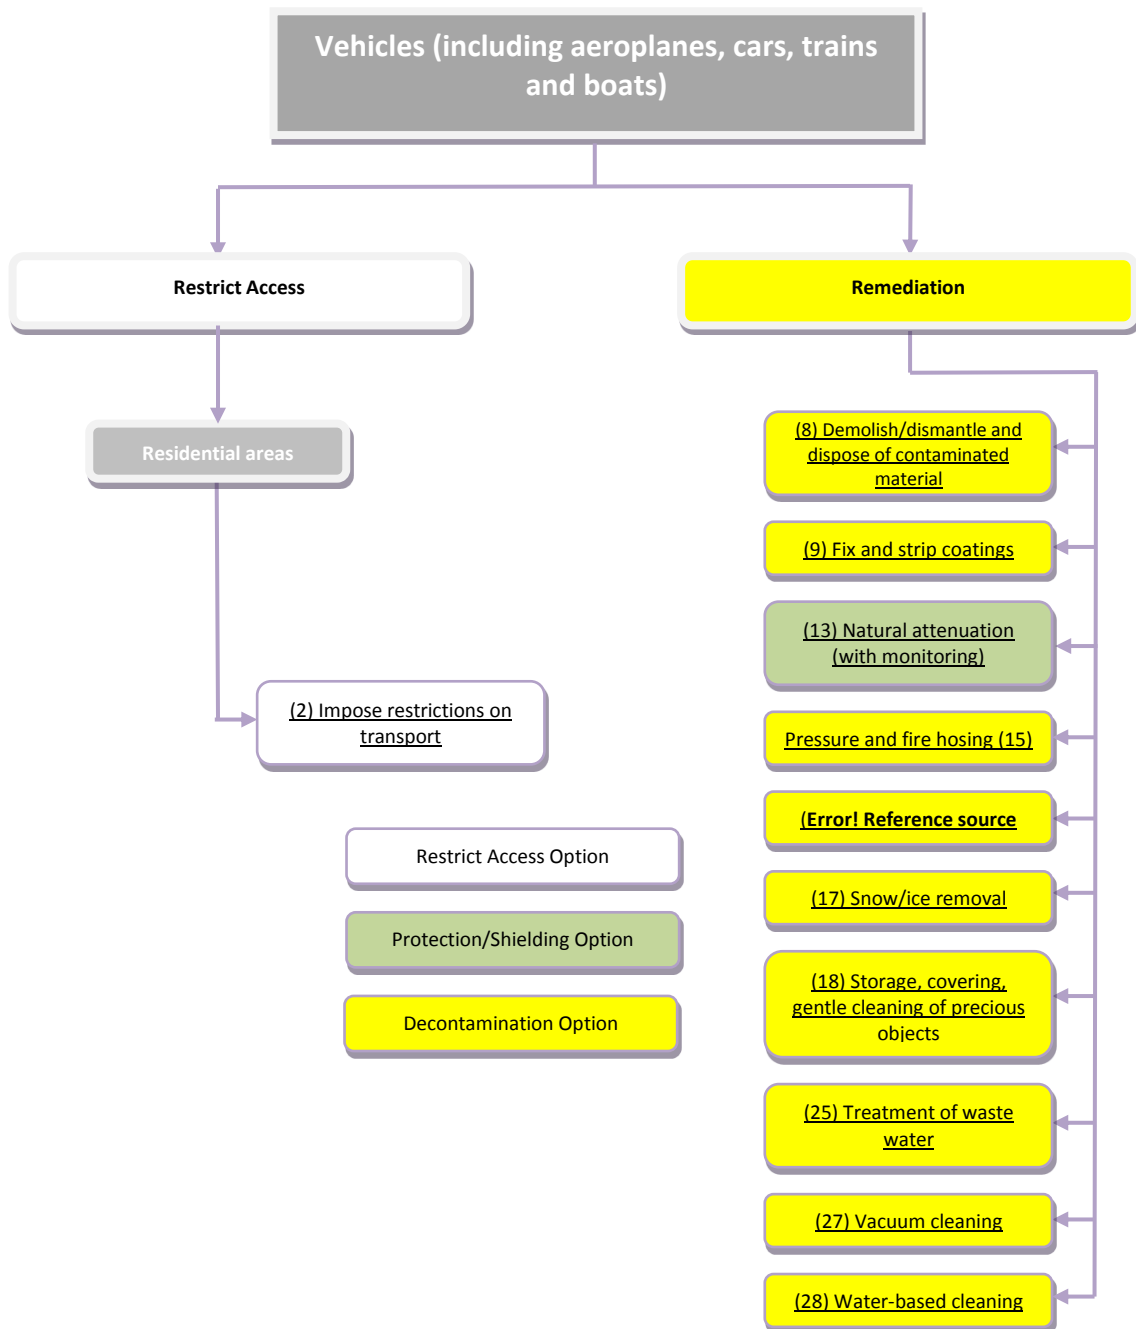 Vehicles (including aeroplanes, cars, trains
and boats)
Restrict Access
Remediation
Residential areas
(8) Demolish/dismantle and
dispose of contaminated
material
(9) Fix and strip coatings
(13) Natural attenuation
(with monitoring)
(2) Impose restrictions on
transport
Pressure and fire hosing (15)
(Error! Reference source
Restrict Access Option
(17) Snow/ice removal
Protection/Shielding Option
(18) Storage, covering,
gentle cleaning of precious
objects
Decontamination Option
(25) Treatment of waste
water
(27) Vacuum cleaning
(28) Water-based cleaning